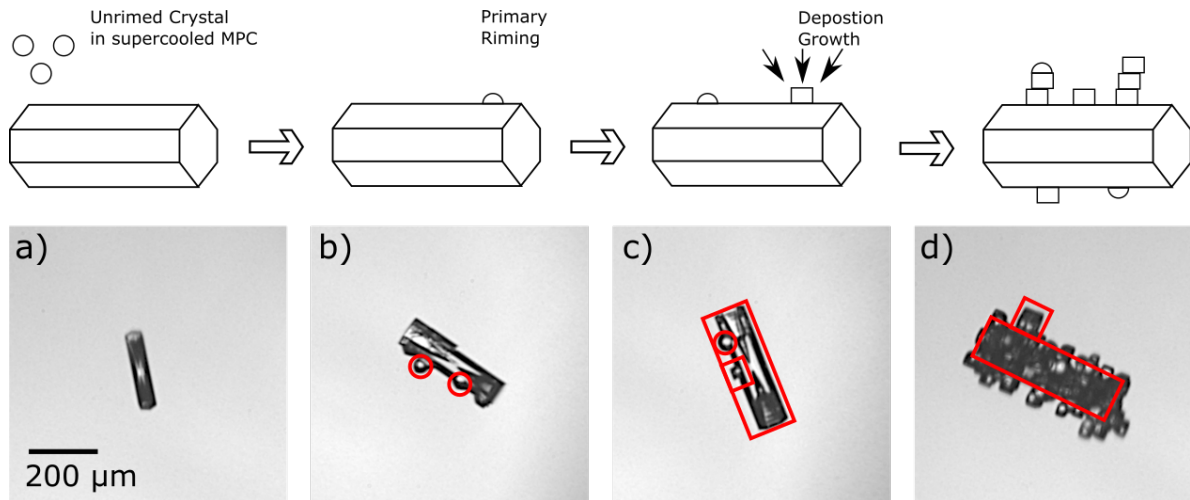 Unrimed Crystal
in supercooled MPC
Primary
Riming
Depostion
Growth
a)
b)
c)
d)
200 μm